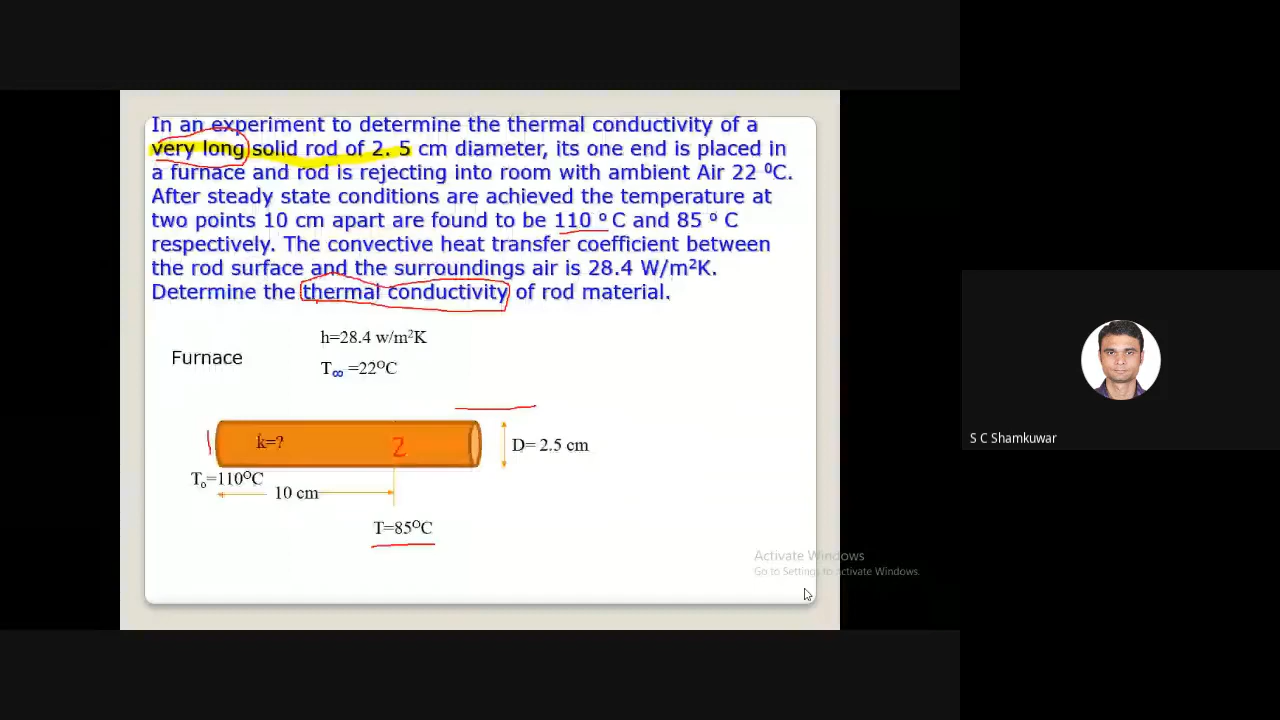 In an experiment to determine the thermal conductivity of a
very long solid rod of 2. 5 cm diameter, its one end is placed in
a furnace and rod is rejecting into room with ambient Air 22 ⁰C.
After steady state conditions are achieved the temperature at
two points 10 cm apart are found to be 110 º C and 85 º C
respectively. The convective heat transfer coefficient between
the rod surface and the surroundings air is 28.4 W/m²K.
Determine the thermal conductivity of rod material.
h=28.4 w/m²K
Furnace
T∞ =22⁰C
1
k=?
2
D= 2.5 cm
Tₒ=110⁰C
10 cm
T=85⁰C
S C Shamkuwar
Activate Windows
Go to Settings to activate Windows.